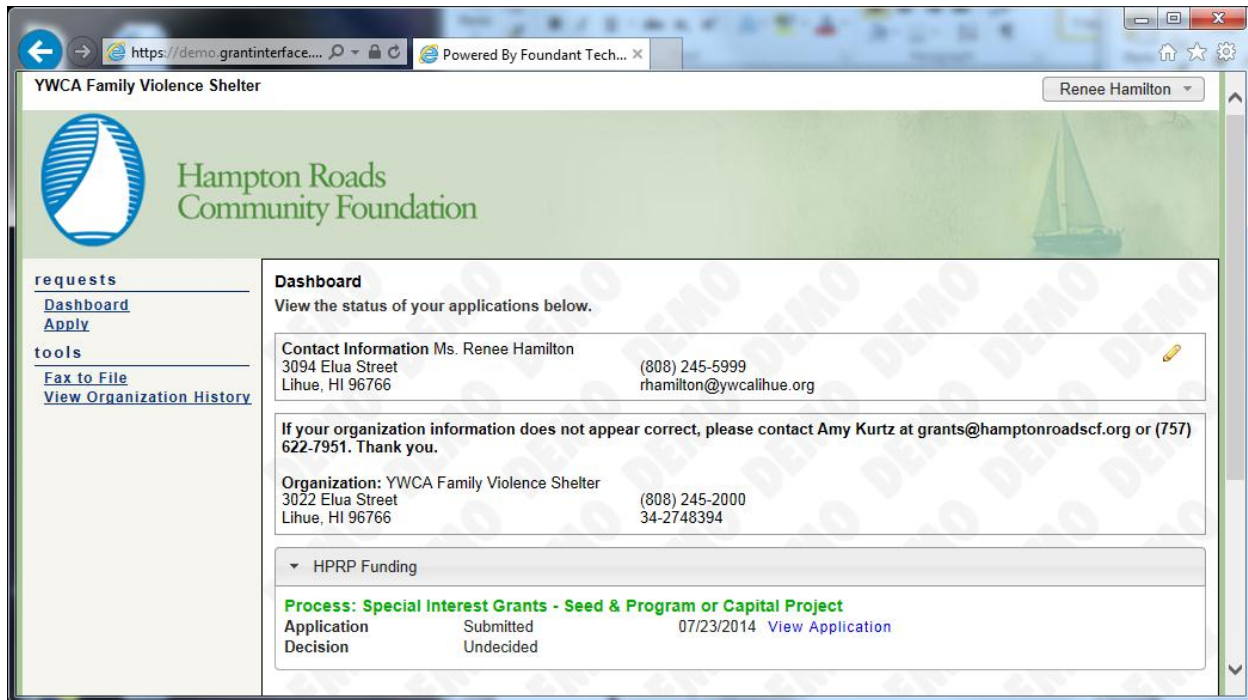 https://demo.grantinterface....
Powered By Foundant Tech...
YWCA Family Violence Shelter
Renee Hamilton
Hampton Roads
Community Foundation
requests
Dashboard
Apply
tools
Fax to File
View Organization History
Dashboard
View the status of your applications below.
Contact Information Ms. Renee Hamilton
3094 Elua Street (808) 245-5999
Lihue, HI 96766 rhamilton@ywcalihue.org
If your organization information does not appear correct, please contact Amy Kurtz at grants@hamptonroadscf.org or (757)
622-7951. Thank you.
Organization: YWCA Family Violence Shelter
3022 Elua Street (808) 245-2000
Lihue, HI 96766 34-2748394
HPRP Funding
Process: Special Interest Grants - Seed & Program or Capital Project
Application Submitted 07/23/2014 View Application
Decision Undecided
DEMO